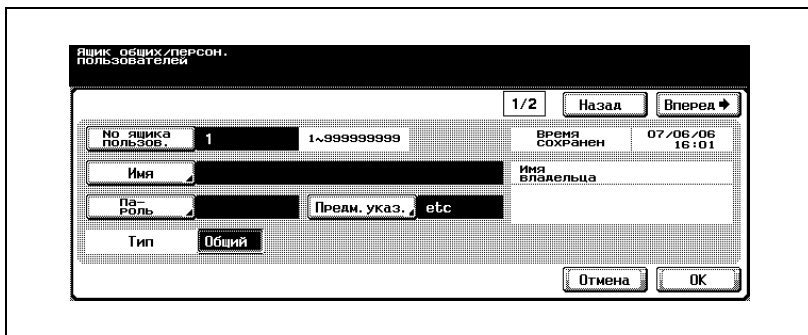 Ящик общих/персон.
пользователей
1/2 Назад Вперед
No ящика
пользов.
1
1~999999999
Время
сохранен
07/06/06
16:01
Имя
Имя
владельца
Па-
роль
Предм. указ. etc
Тип Общий
Отмена OK